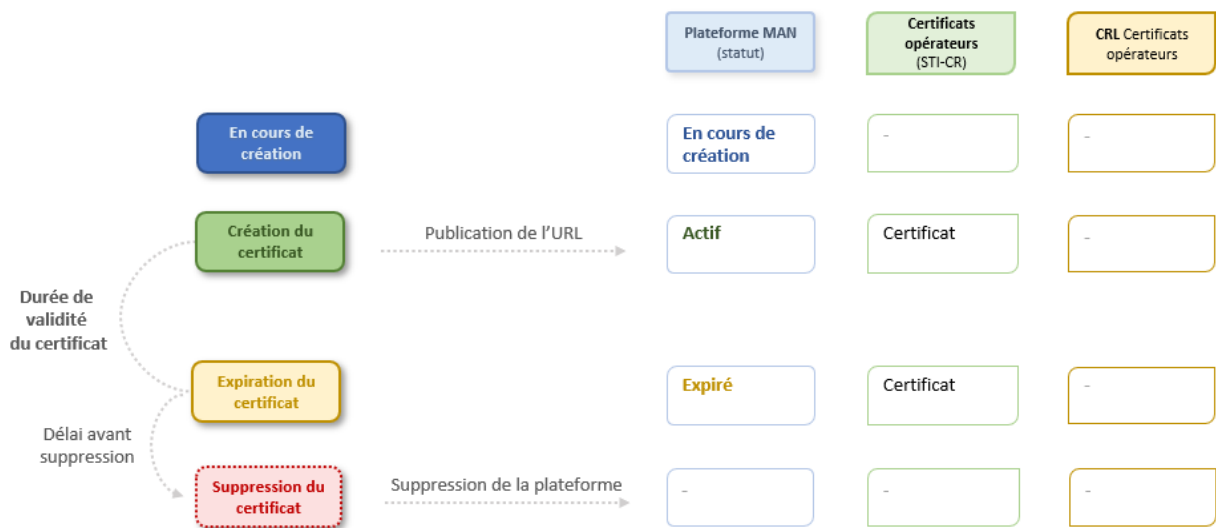 Plateforme MAN
(statut)
Certificats
opérateurs
(STI-CR)
CRL Certificats
opérateurs
En cours de
création
En cours de
création
-
-
Création du
certificat
Publication de l'URL
Actif
Certificat
-
Durée de
validité
du certificat
Expiration du
certificat
Expiré
Certificat
-
Délai avant
suppression
Suppression du
certificat
Suppression de la plateforme
-
-
-